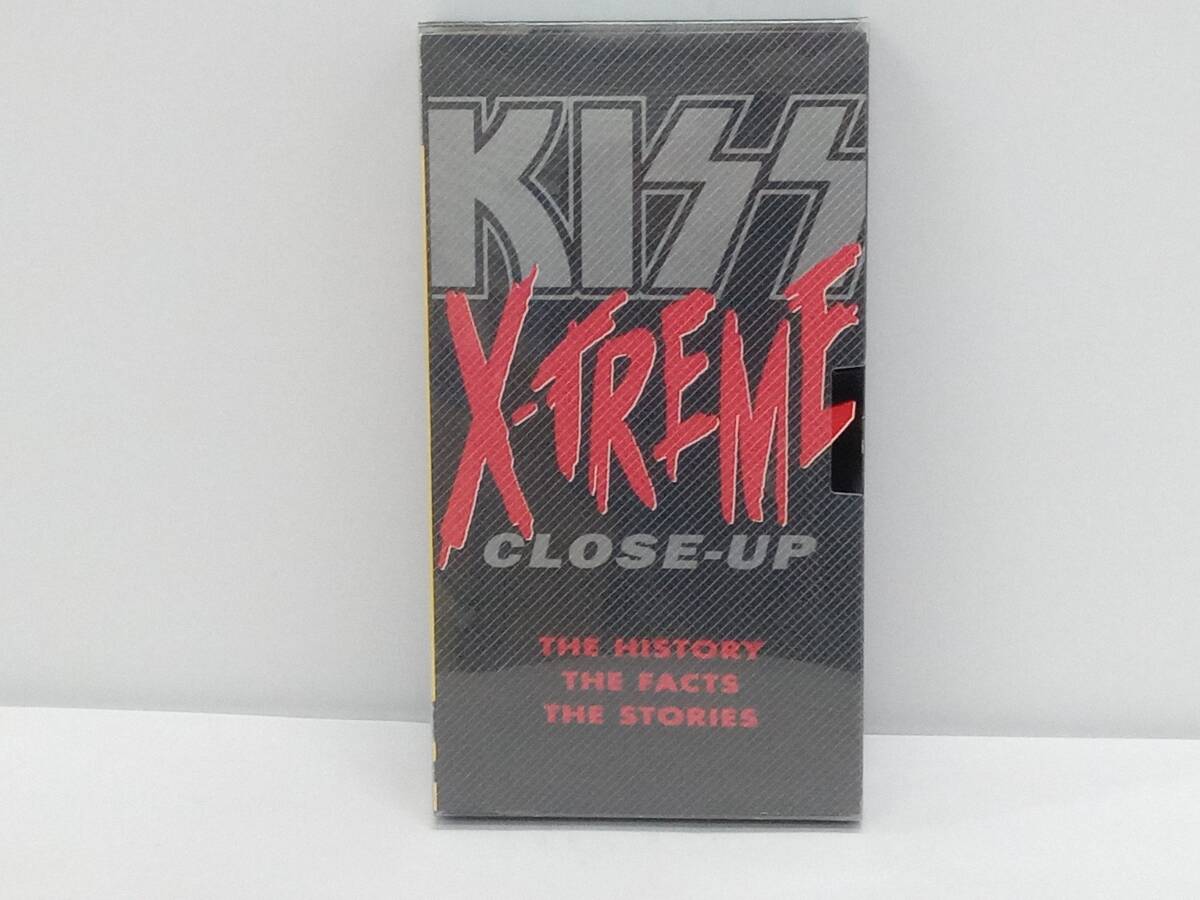 KISS
X-TREME
CLOSE-UP
THE HISTORY
THE FACTS
THE STORIES